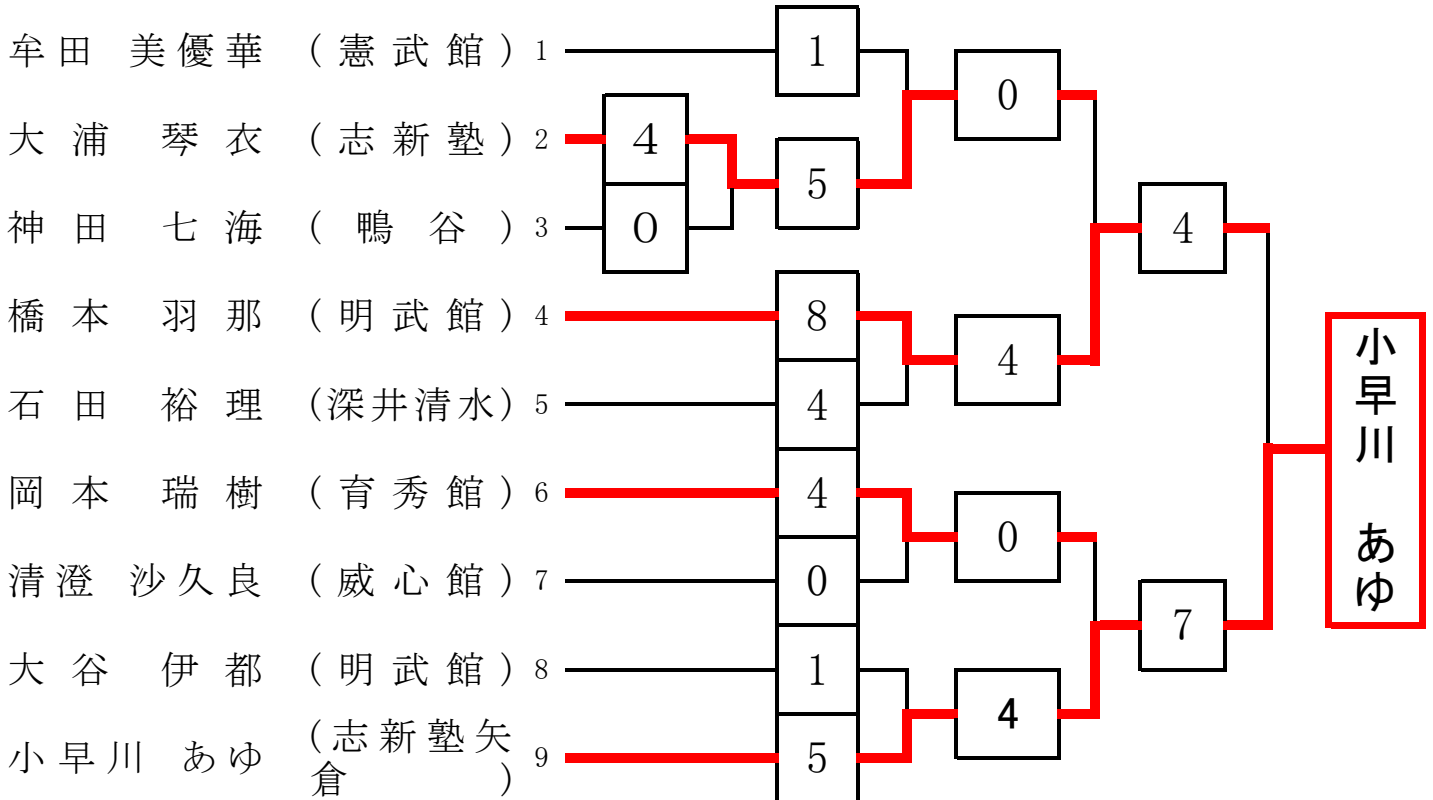 牟田 美優華 (憲武館) 1
1
0
大浦 琴衣 (志新塾) 2
4
5
神田 七海 (鴨谷) 3
0
4
橋本 羽那 (明武館) 4
8
4
石田 裕理 (深井清水) 5
4
岡本 瑞樹 (育秀館) 6
4
0
清澄 沙久良 (威心館) 7
0
7
大谷 伊都 (明武館) 8
1
4
小早川 あゆ (志新塾矢
倉) 9
5
小早川 あゆ